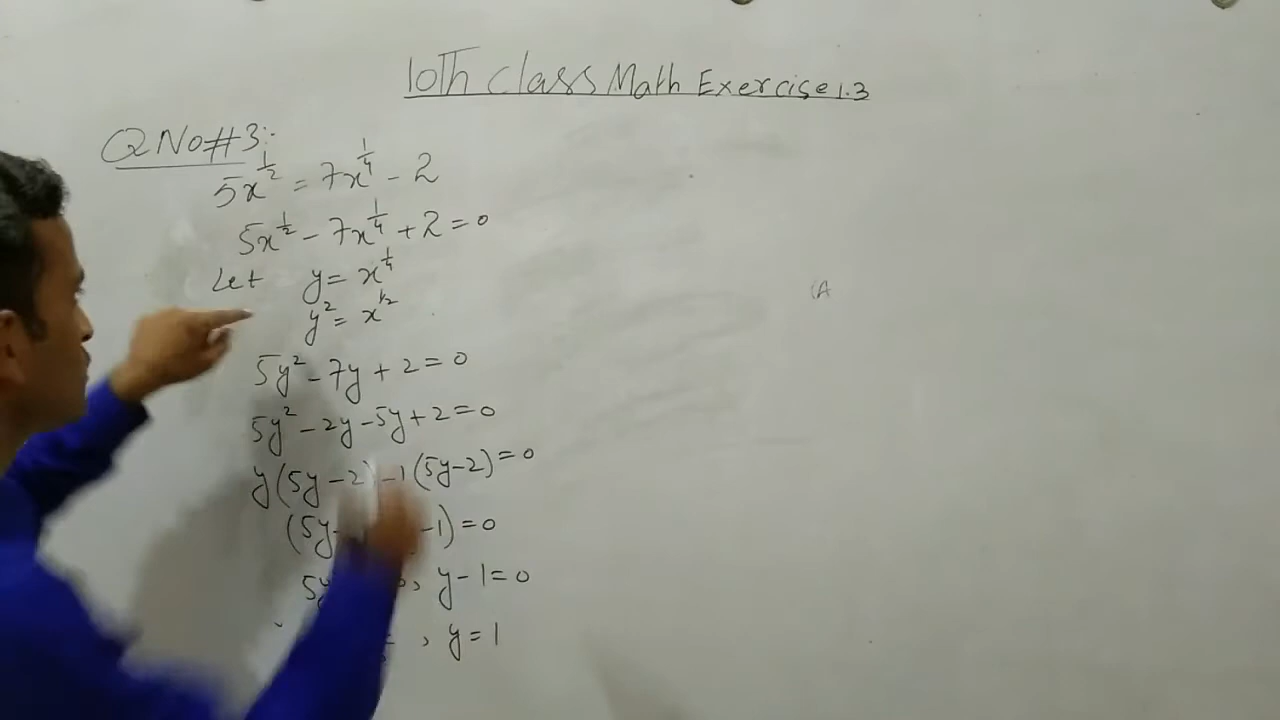 10Th Class Math Exercise 1.3
Q No#3:-
5x^{1/2} = 7x^{1/4} - 2
5x^{1/2} - 7x^{1/4} + 2 = 0
Let y = x^{1/4}
y² = x^{1/2}
5y² - 7y + 2 = 0
5y² - 2y - 5y + 2 = 0
y(5y - 2) - 1(5y - 2) = 0
(5y - -1) = 0
5y , y - 1 = 0
, y = 1
(A